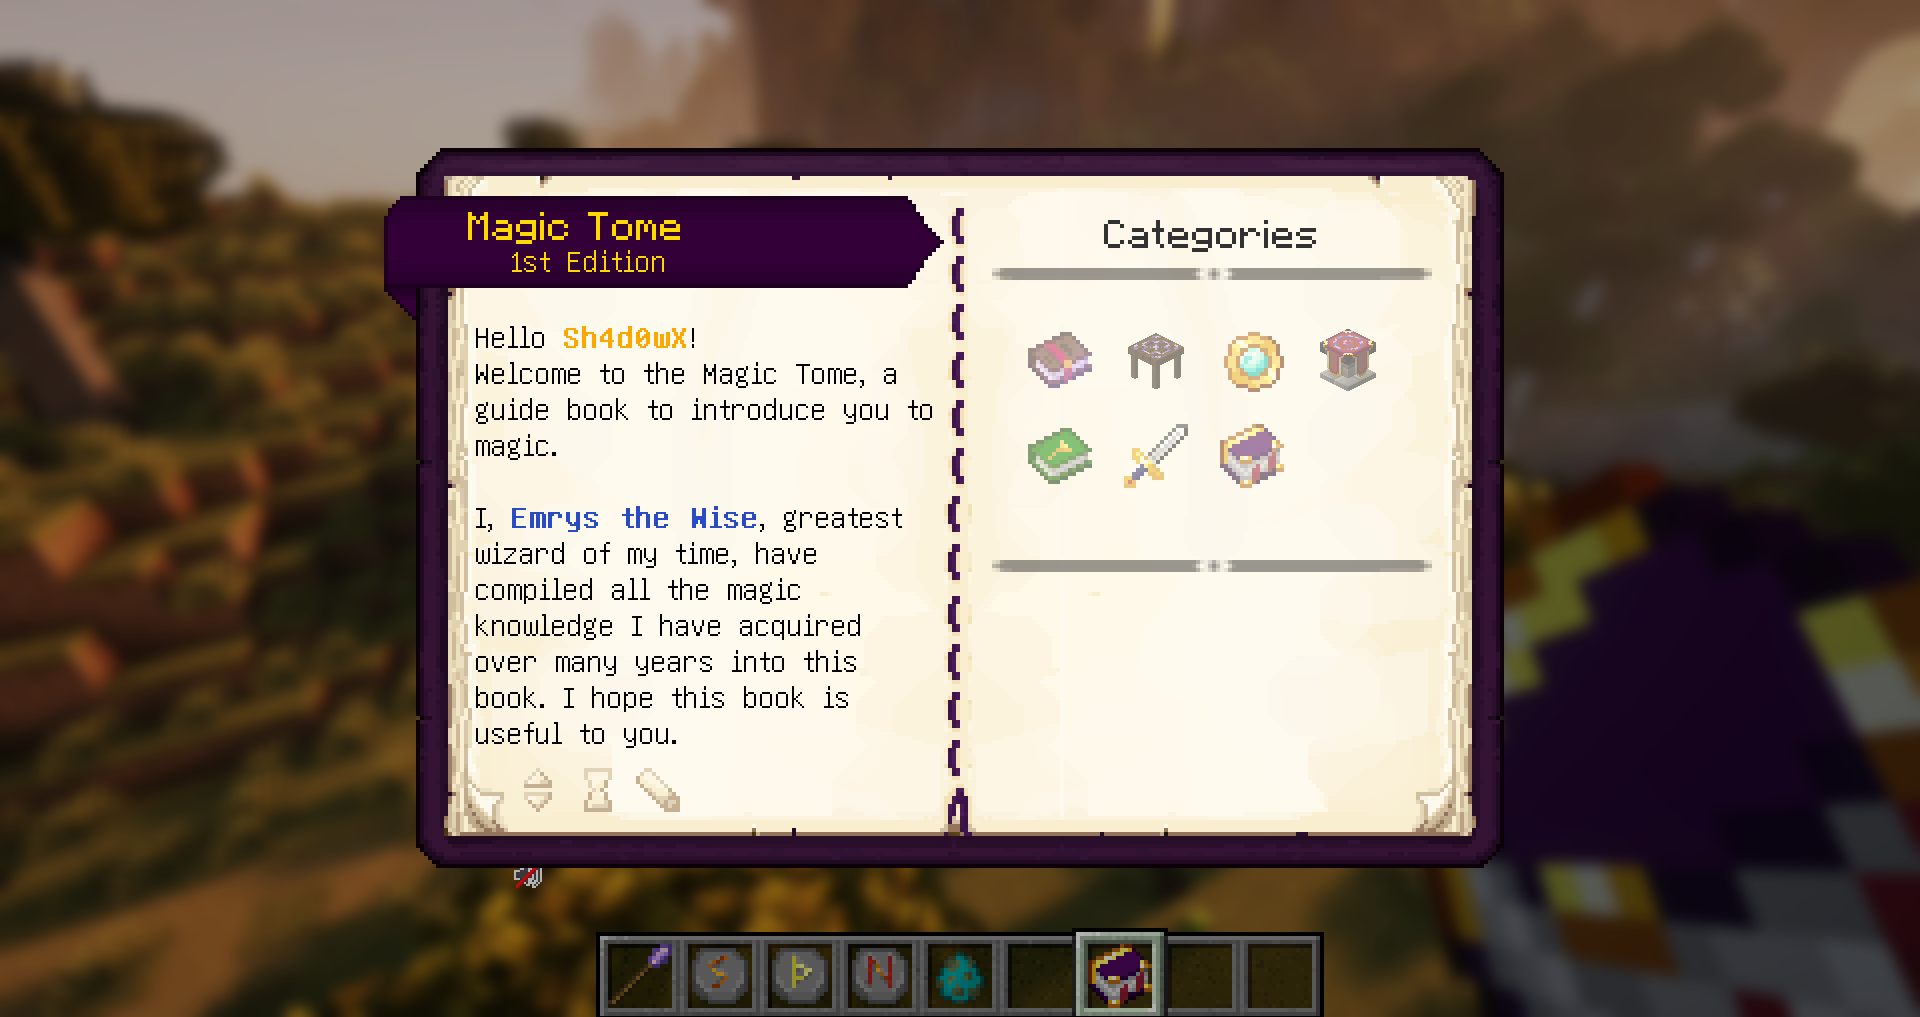 Magic Tome
1st Edition
Hello Sh4d0wX!
Welcome to the Magic Tome, a
guide book to introduce you to
magic.
I, Emrys the Wise, greatest
wizard of my time, have
compiled all the magic
knowledge I have acquired
over many years into this
book. I hope this book is
useful to you.
Categories